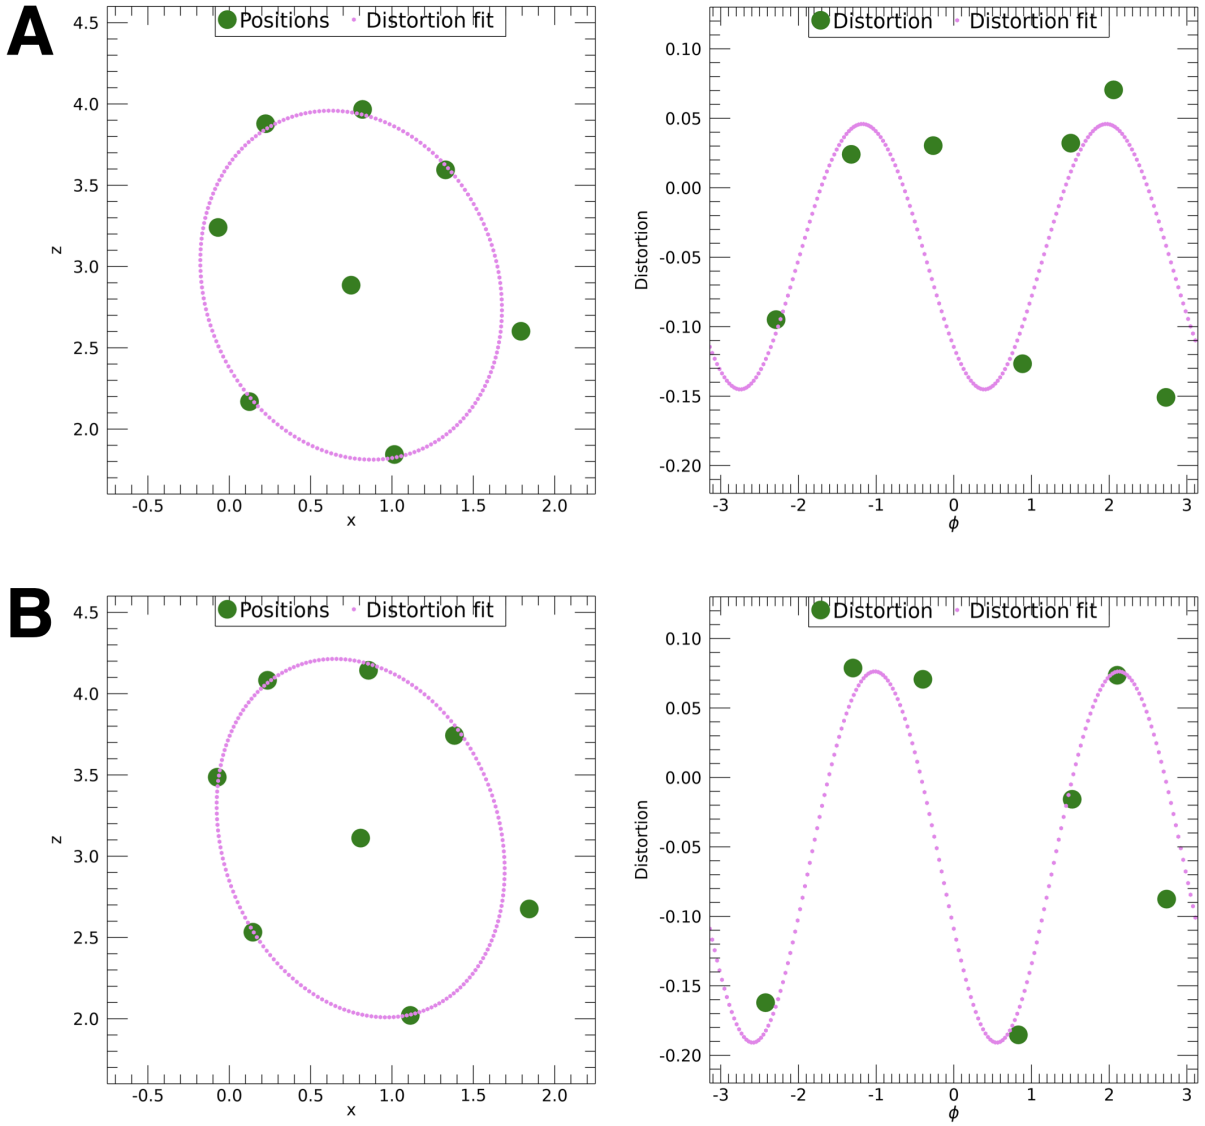 A
Positions Distortion fit
4.5
4.0
3.5
3.0
2.5
2.0
z
-0.5 0.0 0.5 1.0 1.5 2.0
x
Distortion Distortion fit
0.10
0.05
0.00
-0.05
-0.10
-0.15
-0.20
Distortion
-3 -2 -1 0 1 2 3
ϕ
B
Positions Distortion fit
4.5
4.0
3.5
3.0
2.5
2.0
z
-0.5 0.0 0.5 1.0 1.5 2.0
x
Distortion Distortion fit
0.10
0.05
0.00
-0.05
-0.10
-0.15
-0.20
Distortion
-3 -2 -1 0 1 2 3
ϕ